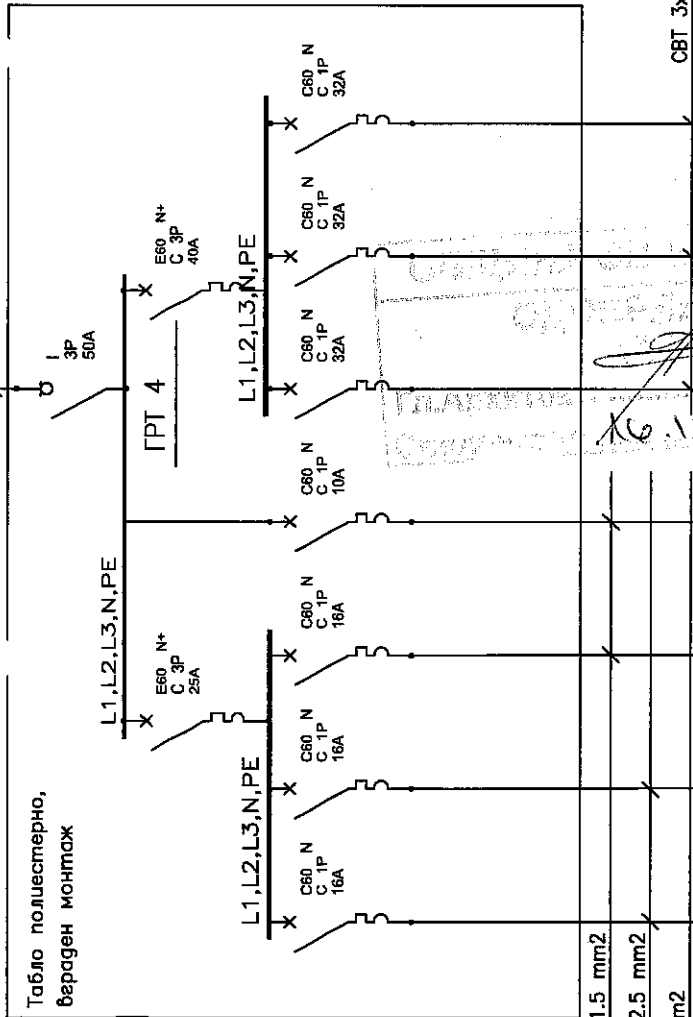 Табло полиестерно,
вграден монтаж
I
3P
50A
L1,L2,L3,N,PE
ГРТ 4
E60 N+
C 3P
25A
E60 N+
C 3P
40A
L1,L2,L3,N,PE
L1,L2,L3,N,PE
C60 N
C 1P
16A
C60 N
C 1P
16A
C60 N
C 1P
16A
C60 N
C 1P
10A
C60 N
C 1P
32A
C60 N
C 1P
32A
C60 N
C 1P
32A
1.5 mm2
2.5 mm2
m2
СВТ 3x